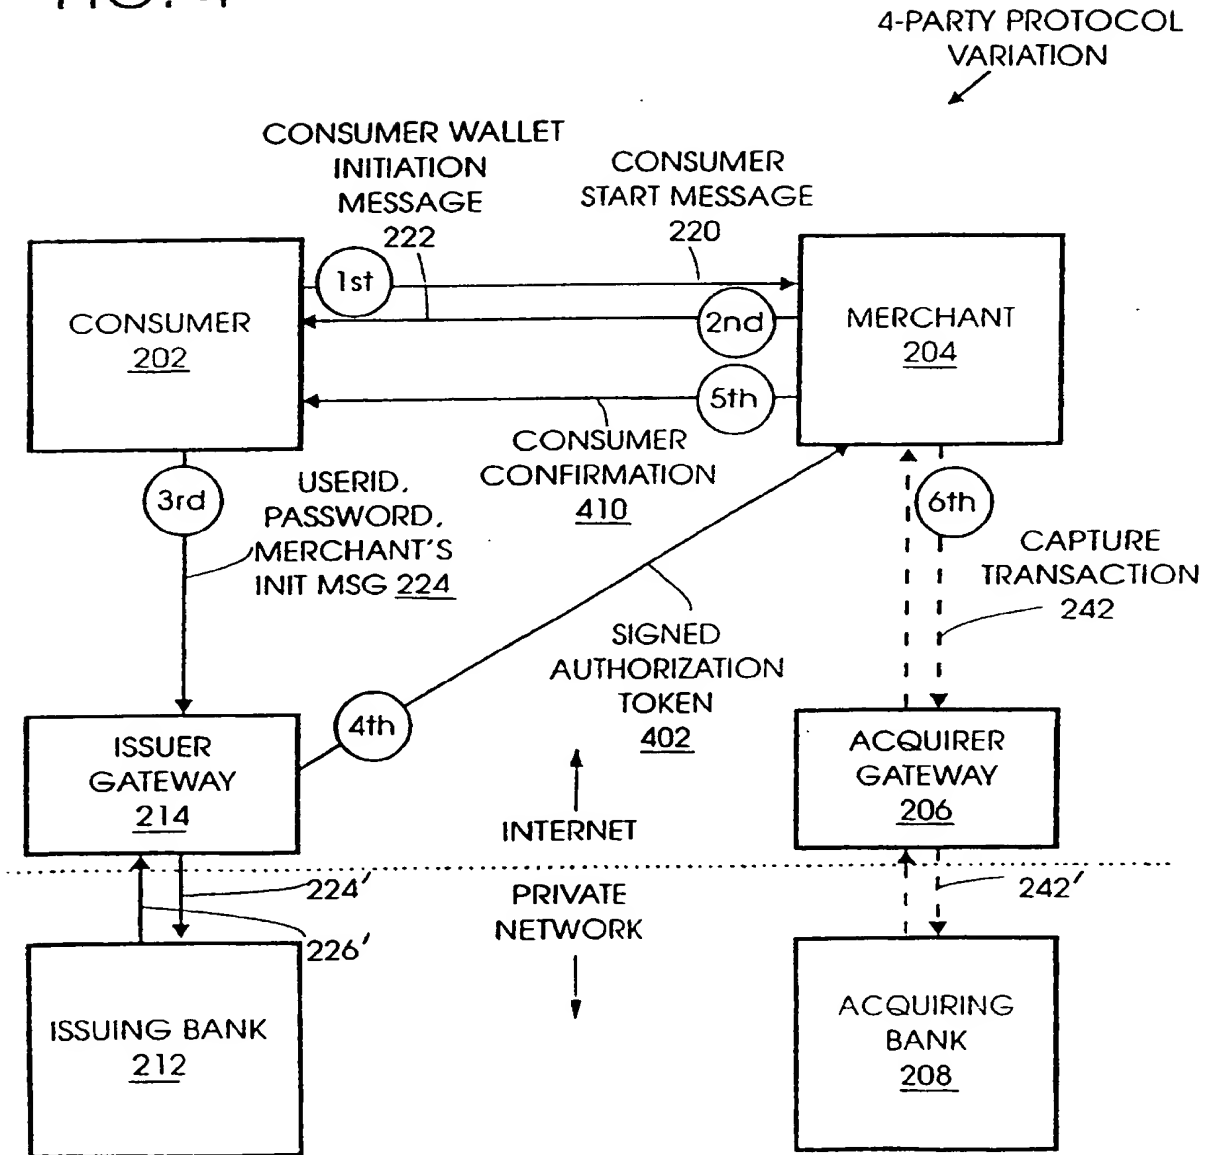 FIG. 4
4-PARTY PROTOCOL
VARIATION
CONSUMER WALLET
INITIATION
MESSAGE
222
CONSUMER
START MESSAGE
220
1st
CONSUMER
202
2nd
MERCHANT
204
5th
CONSUMER
CONFIRMATION
410
3rd
USERID,
PASSWORD,
MERCHANT'S
INIT MSG 224
6th
CAPTURE
TRANSACTION
242
SIGNED
AUTHORIZATION
TOKEN
402
4th
ISSUER
GATEWAY
214
ACQUIRER
GATEWAY
206
INTERNET
224'
PRIVATE
NETWORK
242'
226'
ISSUING BANK
212
ACQUIRING
BANK
208